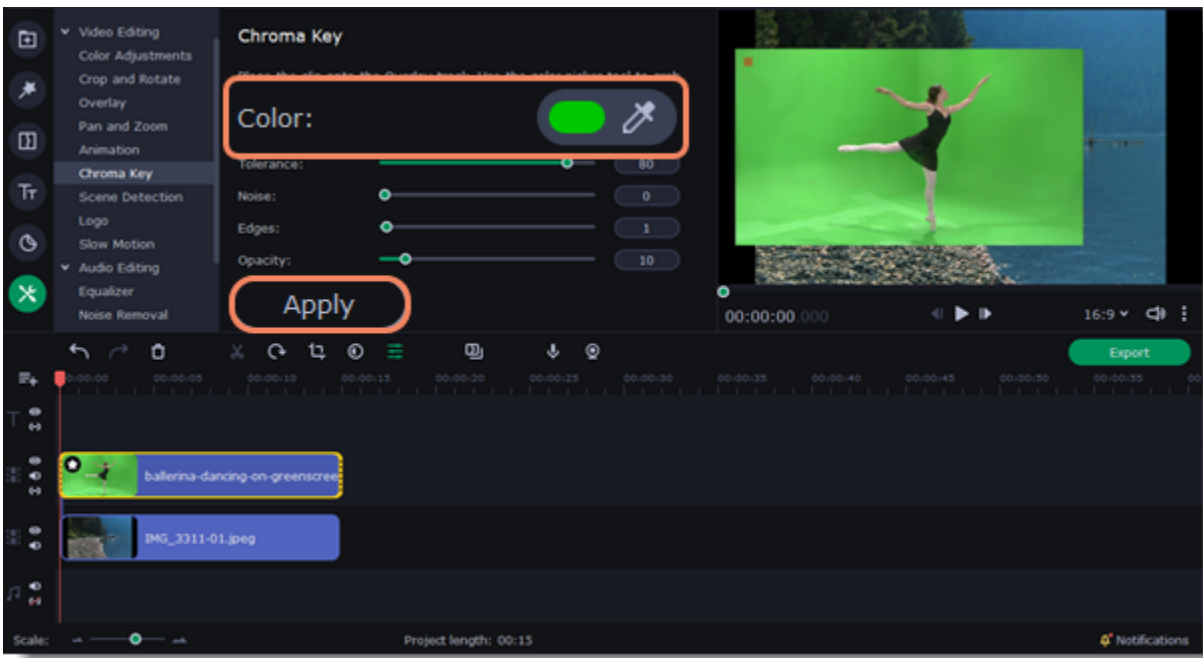 Video Editing
Color Adjustments
Crop and Rotate
Overlay
Pan and Zoom
Animation
Chroma Key
Scene Detection
Logo
Slow Motion
Audio Editing
Equalizer
Noise Removal
Chroma Key
Color:
Tolerance: 80
Noise: 0
Edges: 1
Opacity: 10
Apply
00:00:00.000
16:9
Export
00:00:00 00:00:05 00:00:10 00:00:15 00:00:20 00:00:25 00:00:30 00:00:35 00:00:40 00:00:45 00:00:50 00:00:55
ballerina-dancing-on-greenscree
IMG_3311-01.jpeg
Scale:
Project length: 00:15
Notifications